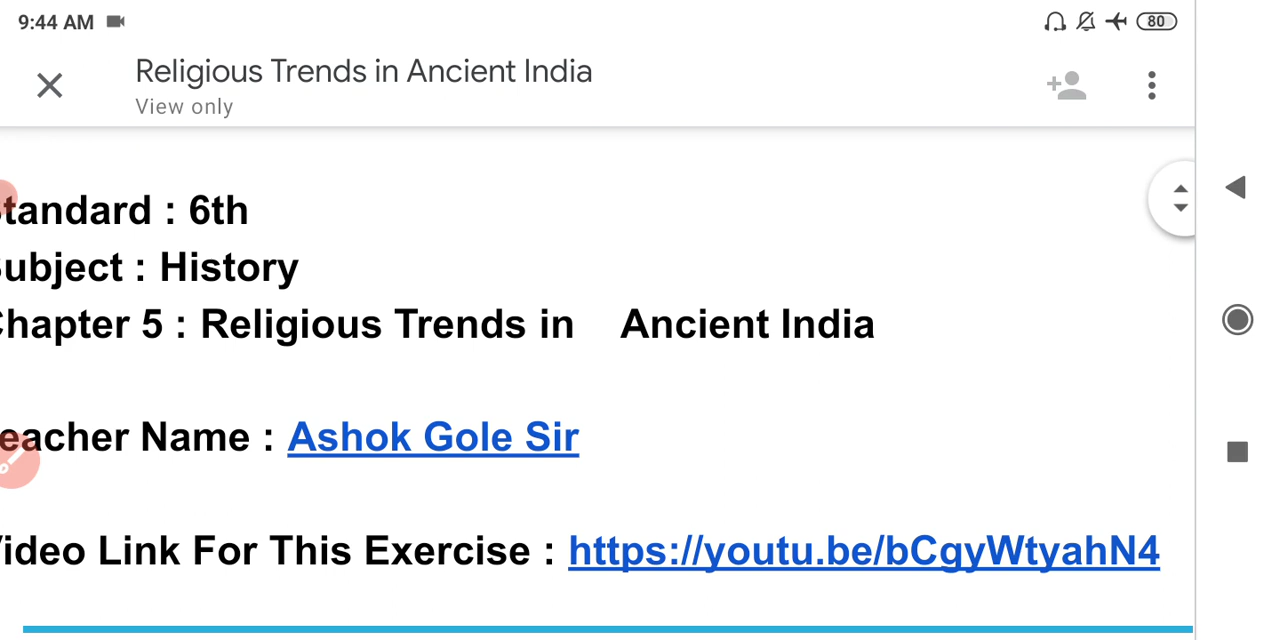 9:44 AM
80
Religious Trends in Ancient India
View only
tandard : 6th
ubject : History
hapter 5 : Religious Trends in Ancient India
eacher Name : Ashok Gole Sir
ideo Link For This Exercise : https://youtu.be/bCgyWtyahN4